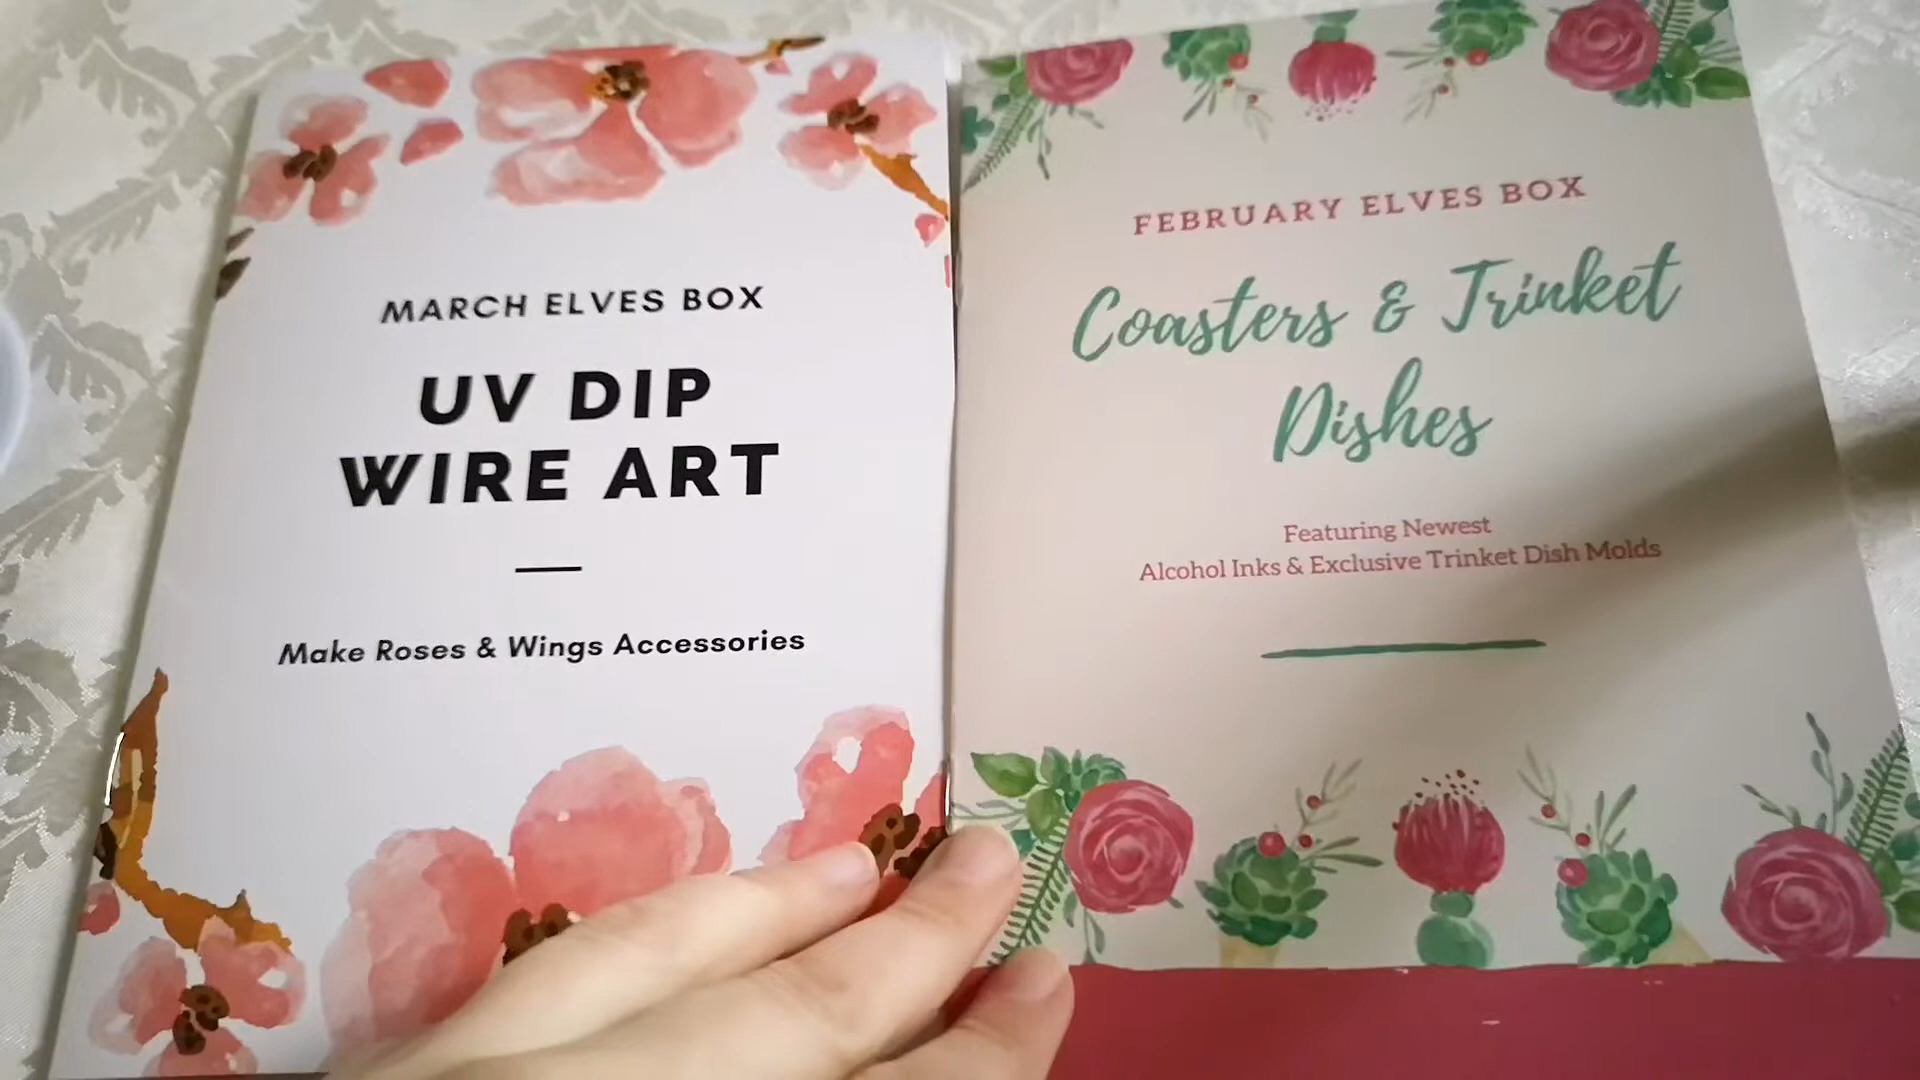 MARCH ELVES BOX
UV DIP
WIRE ART
Make Roses & Wings Accessories
FEBRUARY ELVES BOX
Coasters & Trinket
Dishes
Featuring Newest
Alcohol Inks & Exclusive Trinket Dish Molds